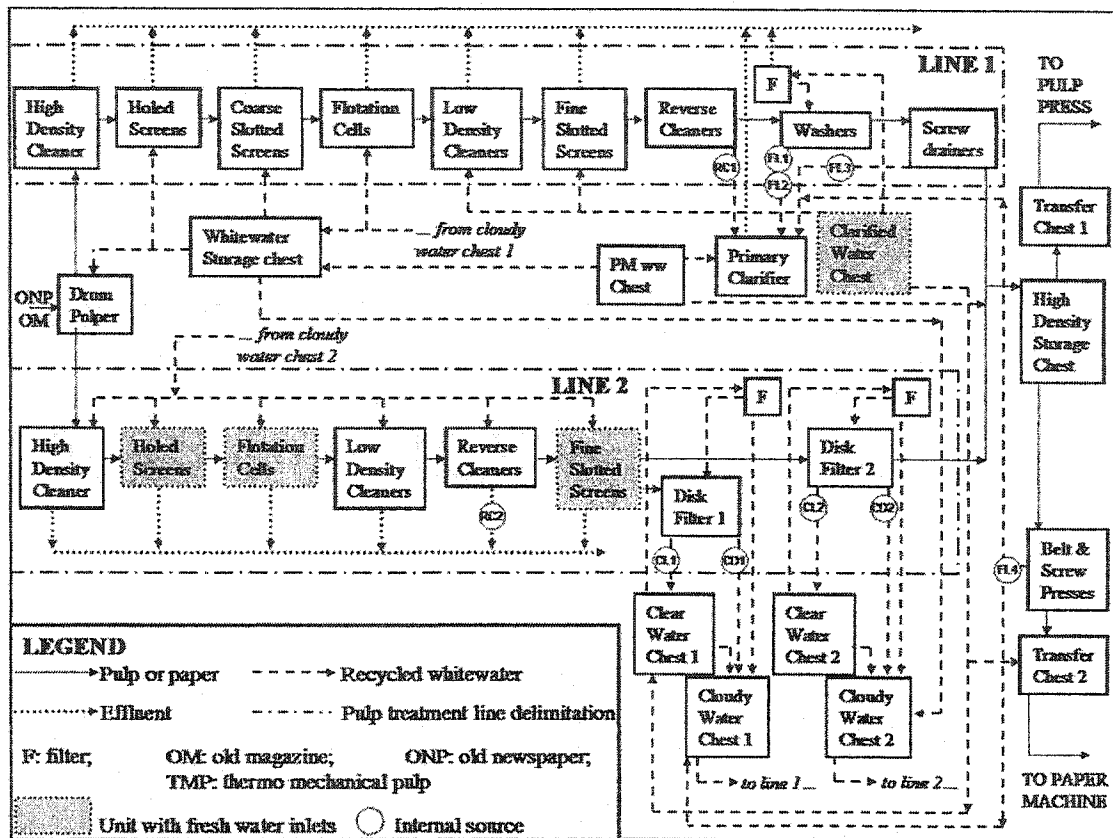 LINE 1
TO
PULP
PRESS
High
Density
Cleaner
Holed
Screens
Coarse
Slotted
Screens
Flotation
Cells
Low
Density
Cleaners
Fine
Slotted
Screens
Reverse
Cleaners
F
Washers
Screw
drainers
RC1
FL1
FL2
FL3
Transfer
Chest 1
Whitewater
Storage chest
... from cloudy
water chest 1
PM ww
Chest
Primary
Clarifier
Clarified
Water
Chest
ONP
OM
Drum
Pulper
High
Density
Storage
Chest
... from cloudy
water chest 2
LINE 2
F
F
High
Density
Cleaner
Holed
Screens
Flotation
Cells
Low
Density
Cleaners
Reverse
Cleaners
Fine
Slotted
Screens
Disk
Filter 1
Disk
Filter 2
RC2
CL2
CD2
CL1
CD1
FL4
Belt &
Screw
Presses
Clear
Water
Chest 1
Clear
Water
Chest 2
Transfer
Chest 2
Cloudy
Water
Chest 1
Cloudy
Water
Chest 2
to line 1 ...
to line 2 ...
TO PAPER
MACHINE
LEGEND
Pulp or paper
Recycled whitewater
Effluent
Pulp treatment line delimitation
F: filter;
OM: old magazine;
ONP: old newspaper;
TMP: thermo mechanical pulp
Unit with fresh water inlets
Internal source